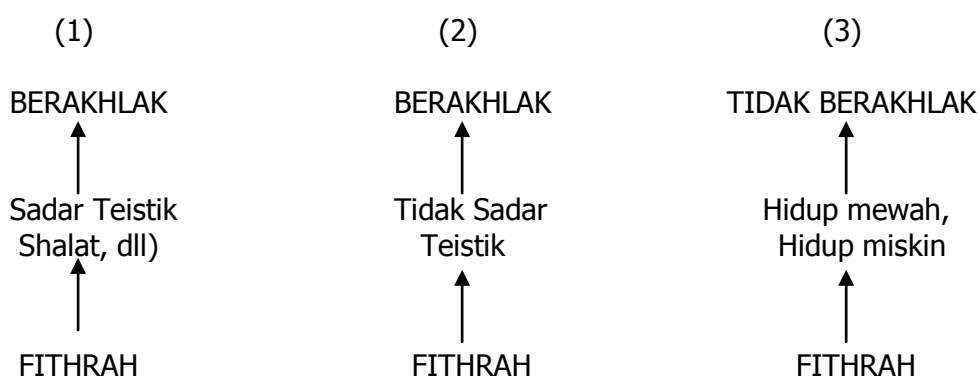 (1) (2) (3)
BERAKHLAK BERAKHLAK TIDAK BERAKHLAK
Sadar Teistik Tidak Sadar Hidup mewah,
Shalat, dll) Teistik Hidup miskin
FITHRAH FITHRAH FITHRAH